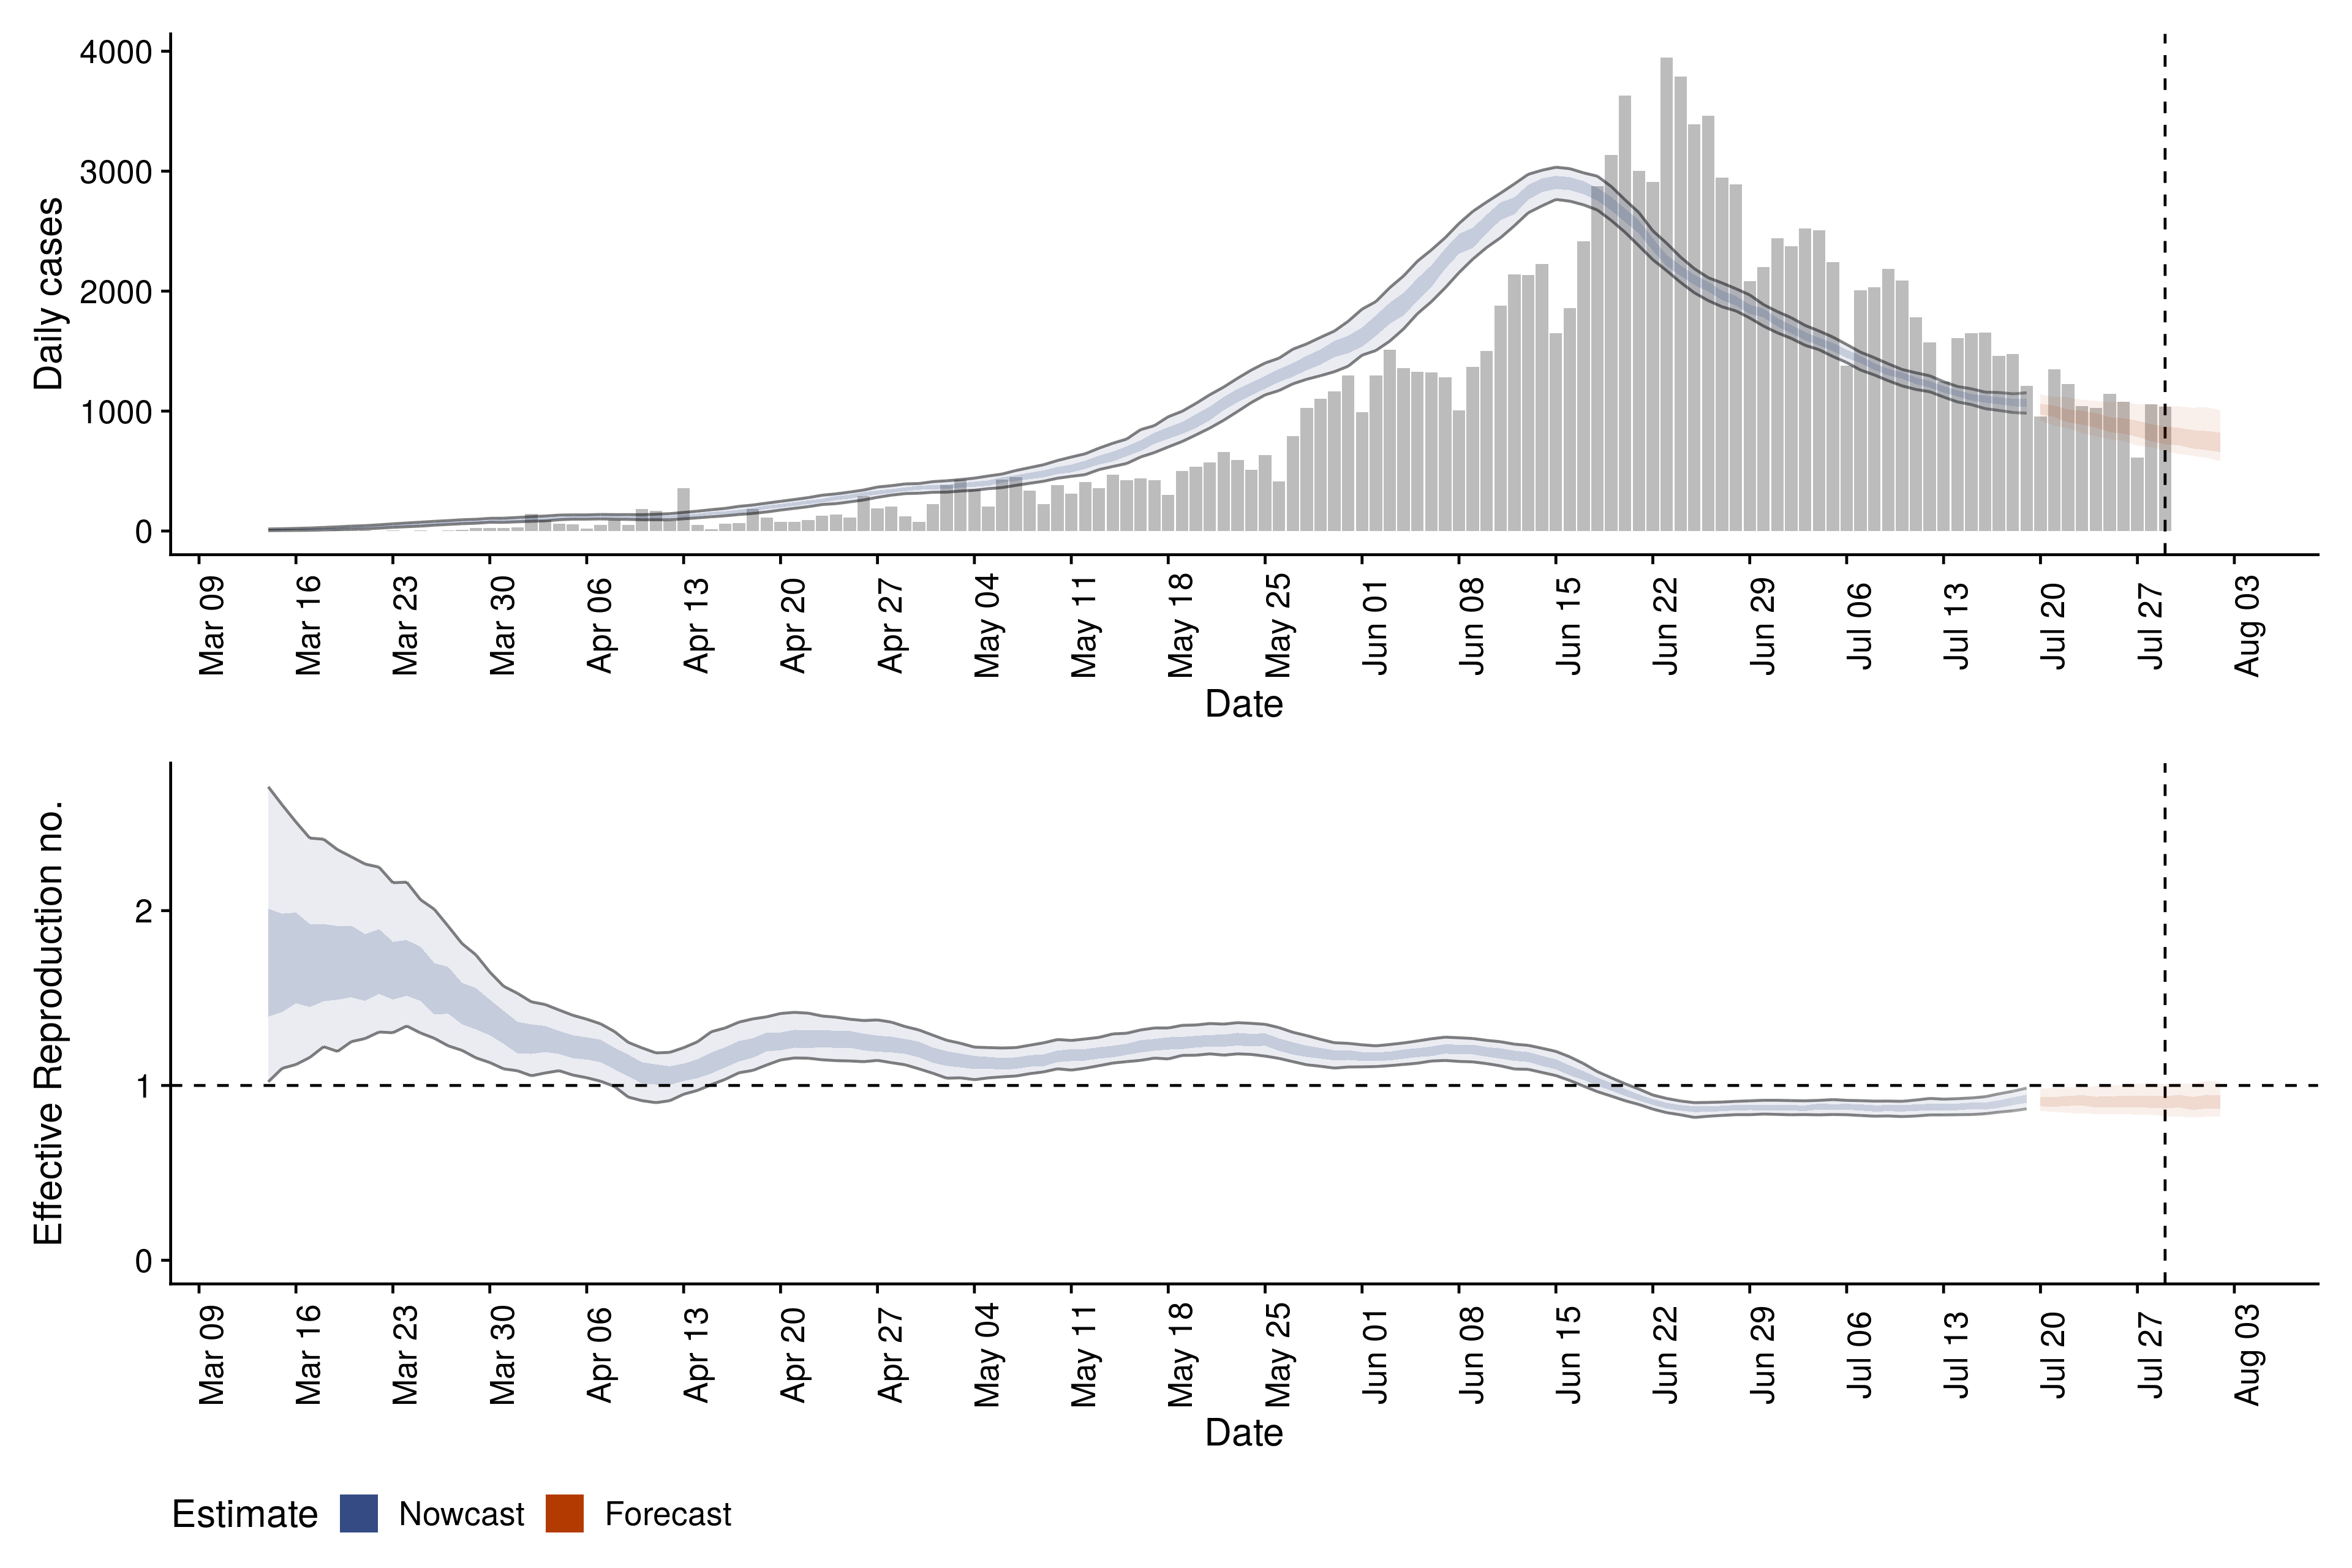 4000
3000
2000
1000
0
Daily cases
Mar 09 Mar 16 Mar 23 Mar 30 Apr 06 Apr 13 Apr 20 Apr 27 May 04 May 11 May 18 May 25 Jun 01 Jun 08 Jun 15 Jun 22 Jun 29 Jul 06 Jul 13 Jul 20 Jul 27 Aug 03
Date
2
1
0
Effective Reproduction no.
Mar 09 Mar 16 Mar 23 Mar 30 Apr 06 Apr 13 Apr 20 Apr 27 May 04 May 11 May 18 May 25 Jun 01 Jun 08 Jun 15 Jun 22 Jun 29 Jul 06 Jul 13 Jul 20 Jul 27 Aug 03
Date
Estimate Nowcast Forecast